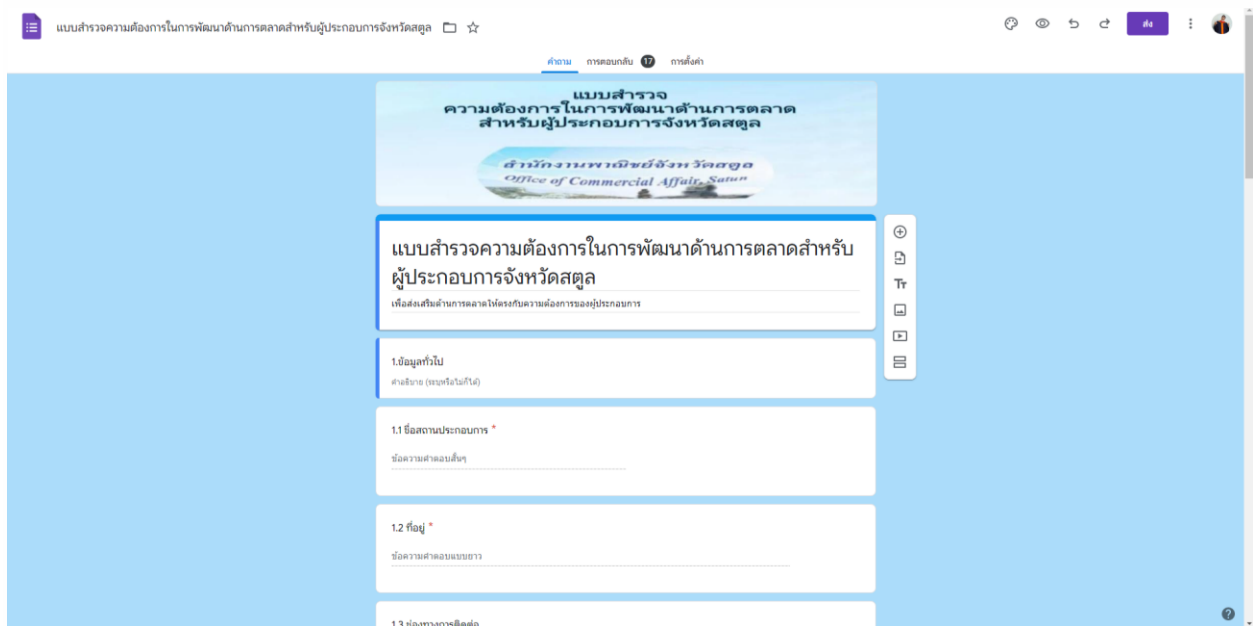 แบบสำรวจความต้องการในการพัฒนาด้านการตลาดสำหรับผู้ประกอบการจังหวัดสตูล
ส่ง
คำถาม การตอบกลับ 17 การตั้งค่า
แบบสำรวจ
ความต้องการในการพัฒนาด้านการตลาด
สำหรับผู้ประกอบการจังหวัดสตูล
สำนักงานพาณิชย์จังหวัดสตูล
Office of Commercial Affair, Satun
แบบสำรวจความต้องการในการพัฒนาด้านการตลาดสำหรับ
ผู้ประกอบการจังหวัดสตูล
เพื่อส่งเสริมด้านการตลาดให้ตรงกับความต้องการของผู้ประกอบการ
1.ข้อมูลทั่วไป
คำอธิบาย (ระบุหรือไม่ก็ได้)
1.1 ชื่อสถานประกอบการ *
ข้อความคำตอบสั้นๆ
1.2 ที่อยู่ *
ข้อความคำตอบแบบยาว
1.3 ช่องทางการติดต่อ